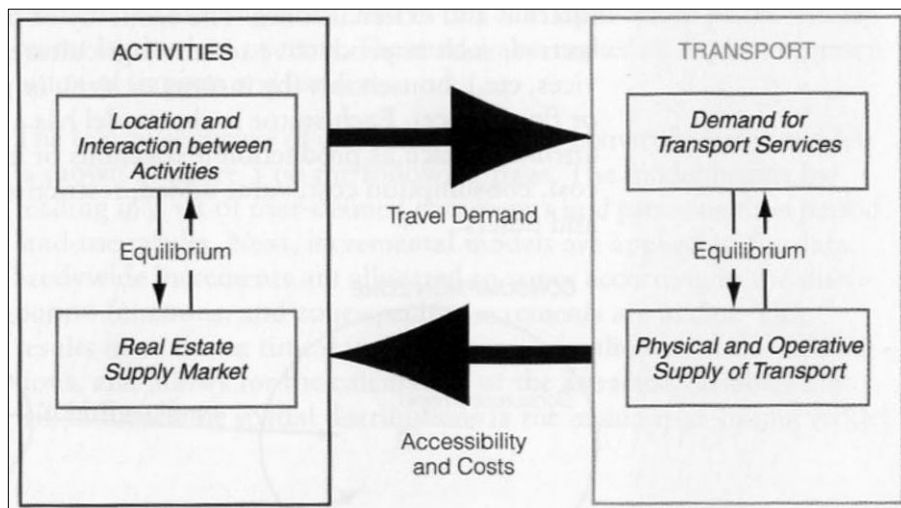 ACTIVITIES
Location and
Interaction between
Activities
Equilibrium
Real Estate
Supply Market
Travel Demand
Accessibility
and Costs
TRANSPORT
Demand for
Transport Services
Equilibrium
Physical and Operative
Supply of Transport